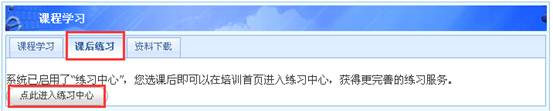 课程学习
课程学习 课后练习 资料下载
系统已启用了“练习中心”，您选课后即可以在培训首页进入练习中心，获得更完善的练习服务。
点此进入练习中心